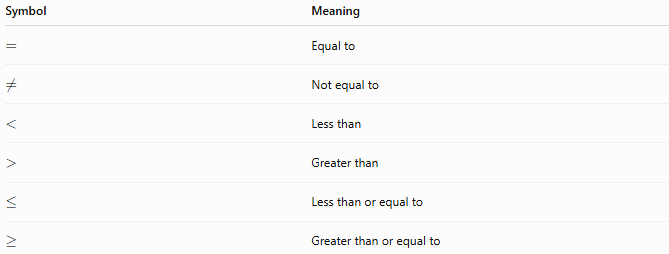 Symbol Meaning
= Equal to
≠ Not equal to
< Less than
> Greater than
≤ Less than or equal to
≥ Greater than or equal to